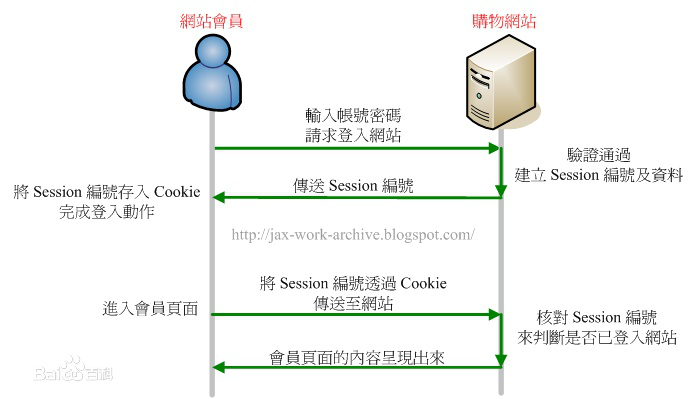 網站會員
購物網站
輸入帳號密碼
請求登入網站
驗證通過
建立 Session 編號及資料
將 Session 編號存入 Cookie
完成登入動作
傳送 Session 編號
http://jax-work-archive.blogspot.com/
進入會員頁面
將 Session 編號透過 Cookie
傳送至網站
核對 Session 編號
來判斷是否已登入網站
會員頁面的內容呈現出來
Bai百科